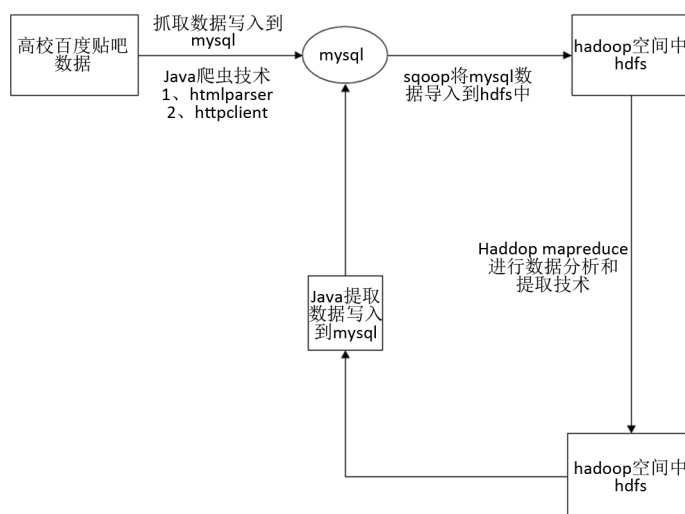 高校百度贴吧
数据
抓取数据写入到
mysql
Java爬虫技术
1、htmlparser
2、httpclient
mysql
sqoop将mysql数
据导入到hdfs中
hadoop空间中
hdfs
Haddop mapreduce
进行数据分析和
提取技术
Java提取
数据写入
到mysql
hadoop空间中
hdfs